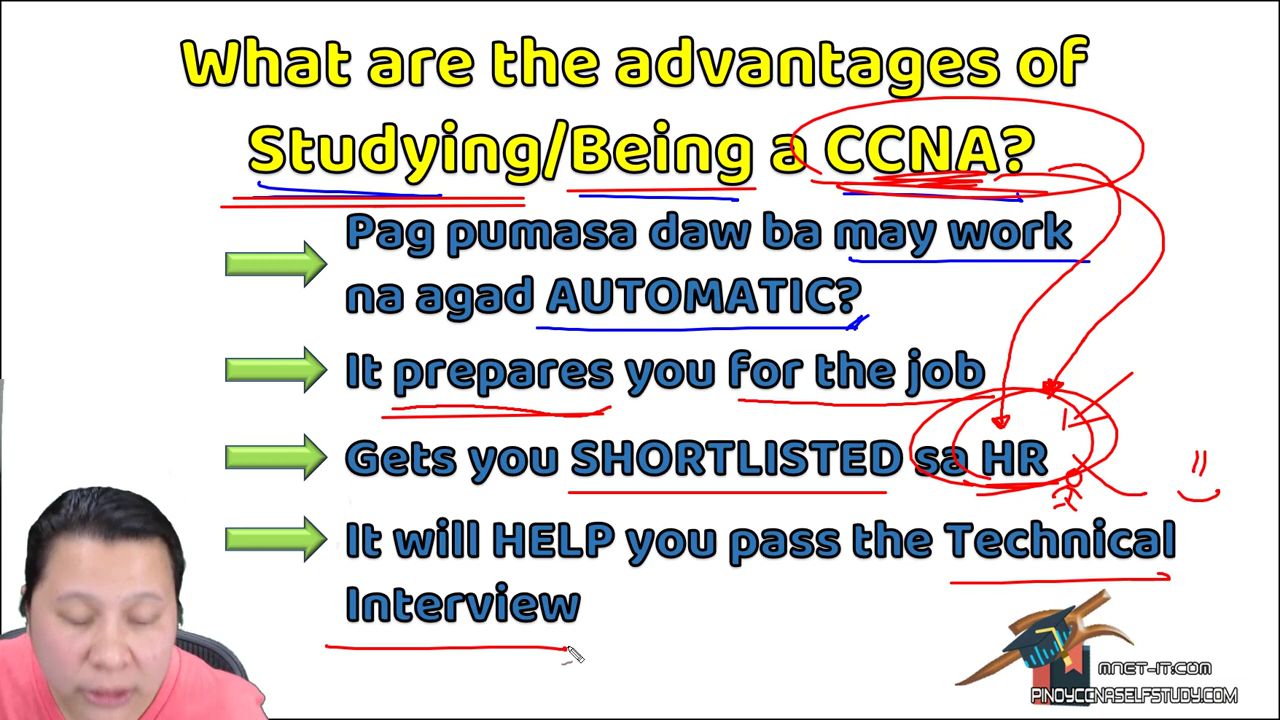 What are the advantages of
Studying/Being a CCNA?
Pag pumasa daw ba may work
na agad AUTOMATIC?
It prepares you for the job
Gets you SHORTLISTED sa HR
It will HELP you pass the Technical
Interview
MNET-IT.COM
PINOYCCNASELFSTUDY.COM